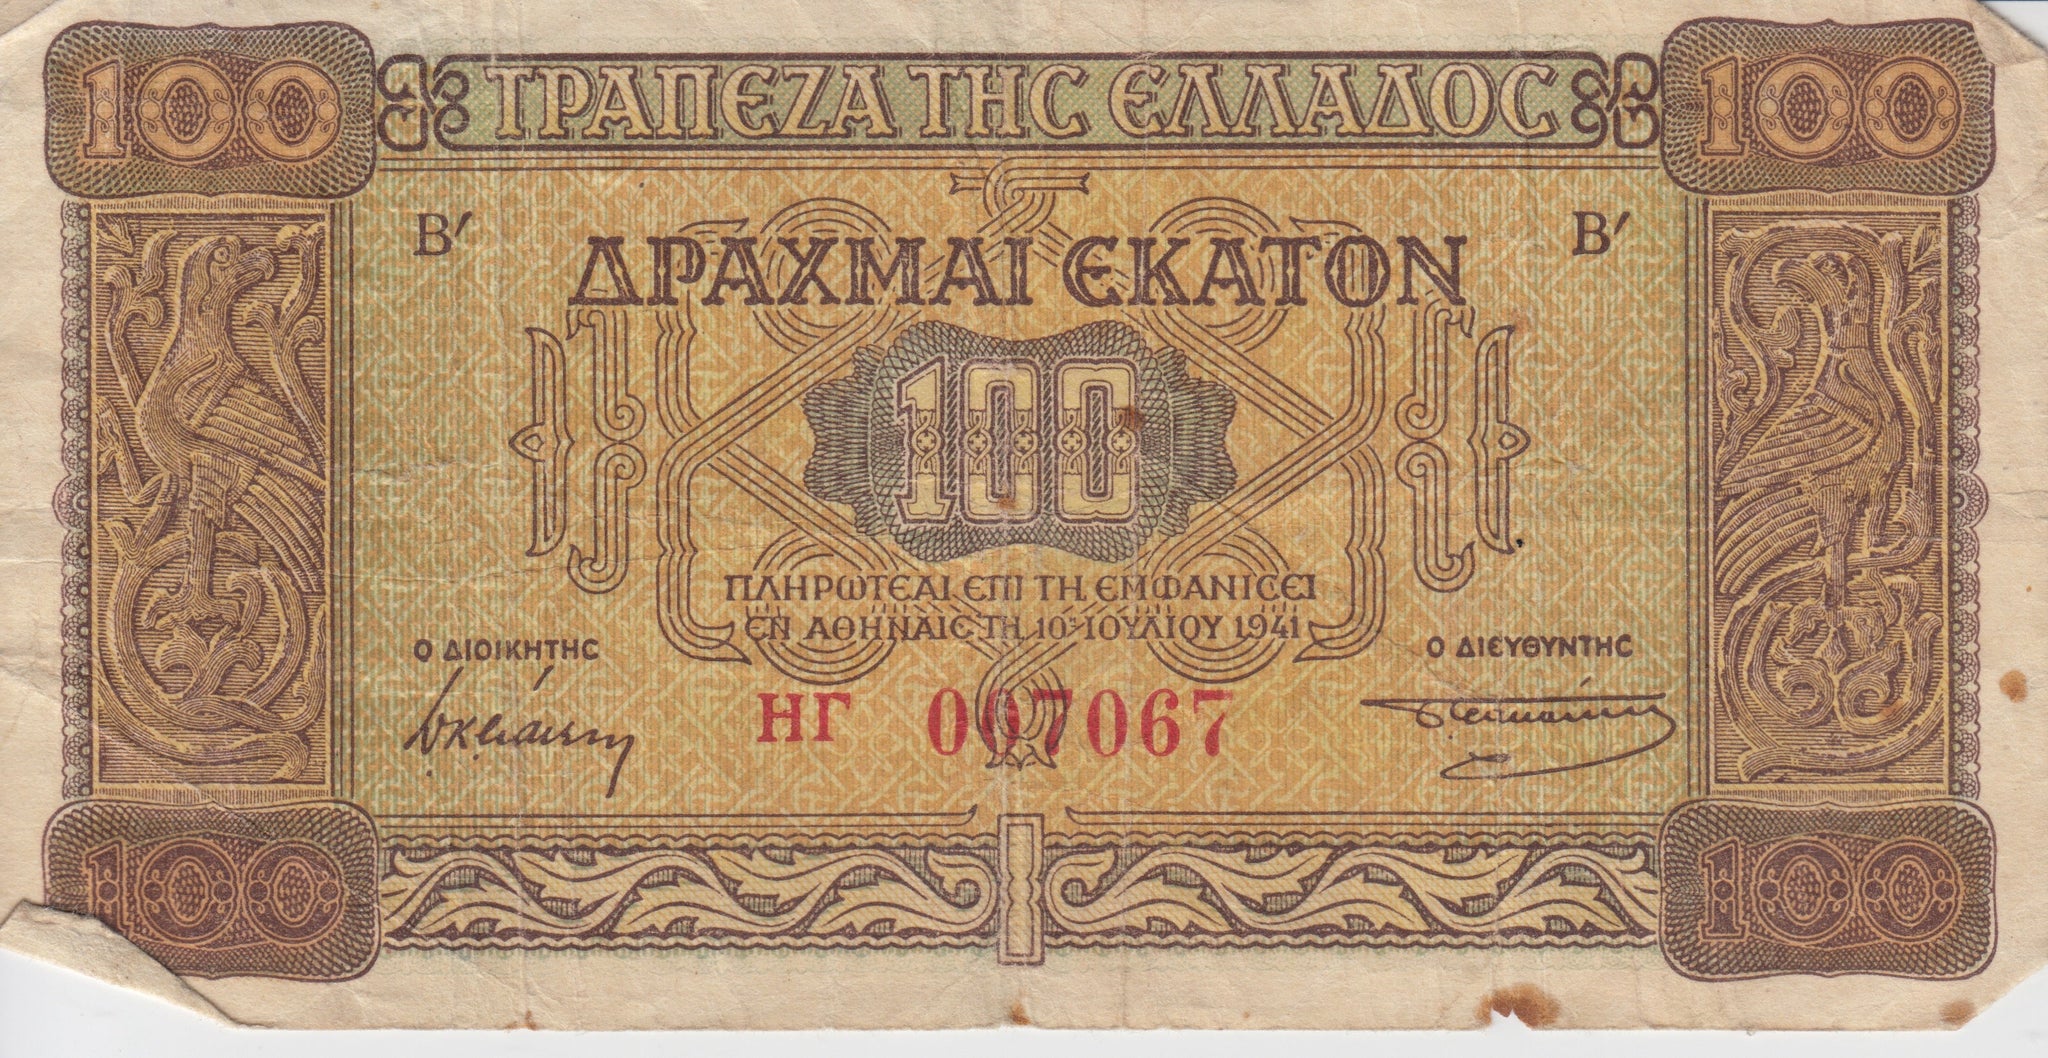 100 ΤΡΑΠΕΖΑ ΤΗΣ ΕΛΛΑΔΟΣ 100
Β′ Β′
ΔΡΑΧΜΑΙ ΕΚΑΤΟΝ
100
ΠΛΗΡΩΤΕΑΙ ΕΠΙ ΤΗ ΕΜΦΑΝΙΣΕΙ
ΕΝ ΑΘΗΝΑΙΣ ΤΗ 10ῃ ΙΟΥΛΙΟΥ 1941
Ο ΔΙΟΙΚΗΤΗΣ Ο ΔΙΕΥΘΥΝΤΗΣ
ΗΓ 007067
100 100